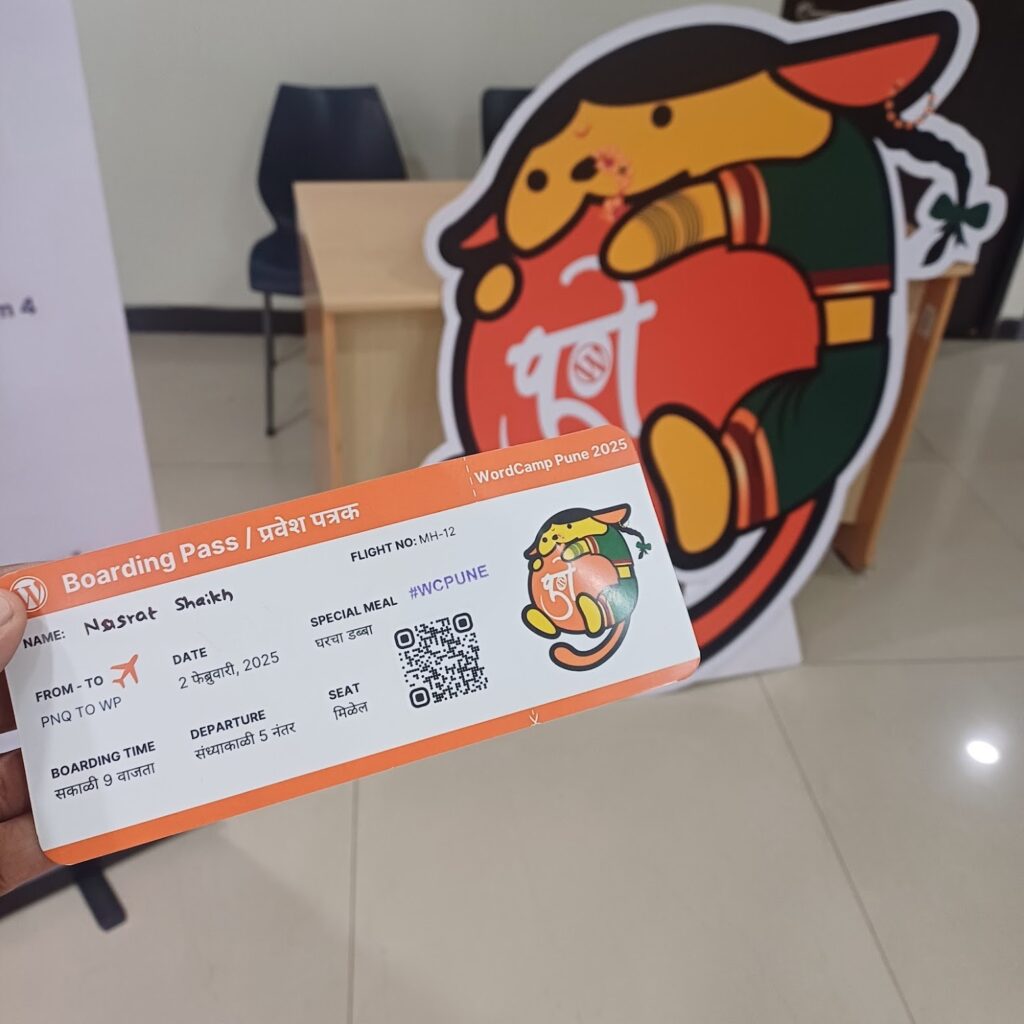 m 4
पुणे
Boarding Pass / प्रवेश पत्रक
WordCamp Pune 2025
NAME: Nasrat Shaikh
FLIGHT NO: MH-12
FROM - TO
PNQ TO WP
DATE
2 फेब्रुवारी, 2025
SPECIAL MEAL
घरचा डब्बा
#WCPUNE
BOARDING TIME
सकाळी 9 वाजता
DEPARTURE
संध्याकाळी 5 नंतर
SEAT
मिळेल
पुणे